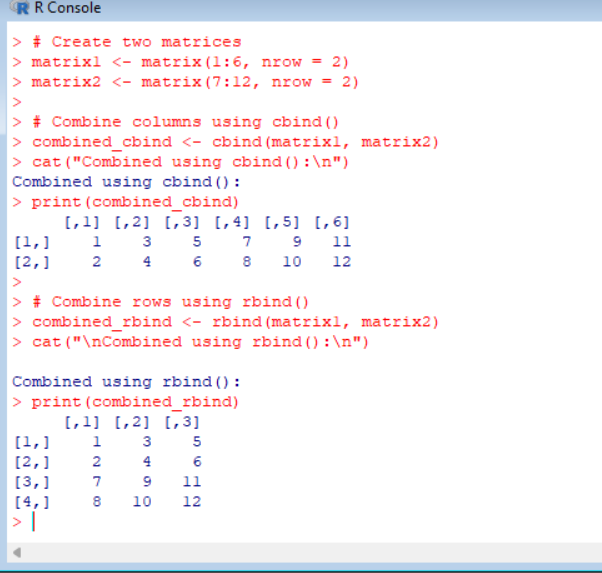 R R Console
> # Create two matrices
> matrix1 <- matrix(1:6, nrow = 2)
> matrix2 <- matrix(7:12, nrow = 2)
>
> # Combine columns using cbind()
> combined_cbind <- cbind(matrix1, matrix2)
> cat("Combined using cbind():\n")
Combined using cbind():
> print(combined_cbind)
     [,1] [,2] [,3] [,4] [,5] [,6]
[1,]    1    3    5    7    9   11
[2,]    2    4    6    8   10   12
>
> # Combine rows using rbind()
> combined_rbind <- rbind(matrix1, matrix2)
> cat("\nCombined using rbind():\n")

Combined using rbind():
> print(combined_rbind)
     [,1] [,2] [,3]
[1,]    1    3    5
[2,]    2    4    6
[3,]    7    9   11
[4,]    8   10   12
>